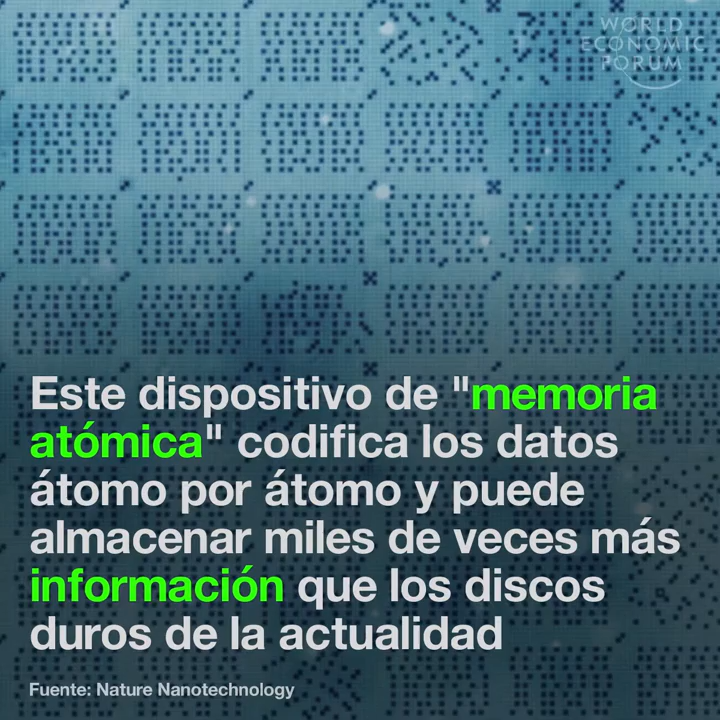 WORLD
ECONOMIC
FORUM
Este dispositivo de "memoria
atómica" codifica los datos
átomo por átomo y puede
almacenar miles de veces más
información que los discos
duros de la actualidad
Fuente: Nature Nanotechnology